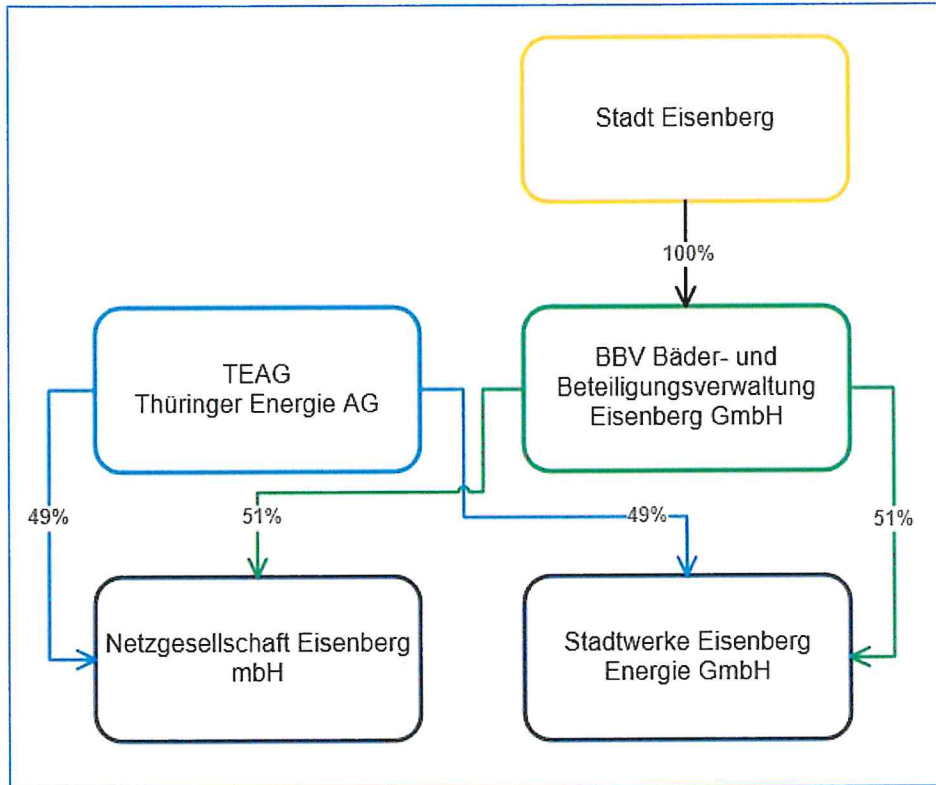 Stadt Eisenberg
100%
TEAG
Thüringer Energie AG
BBV Bäder- und
Beteiligungsverwaltung
Eisenberg GmbH
49%
51%
49%
51%
Netzgesellschaft Eisenberg
mbH
Stadtwerke Eisenberg
Energie GmbH